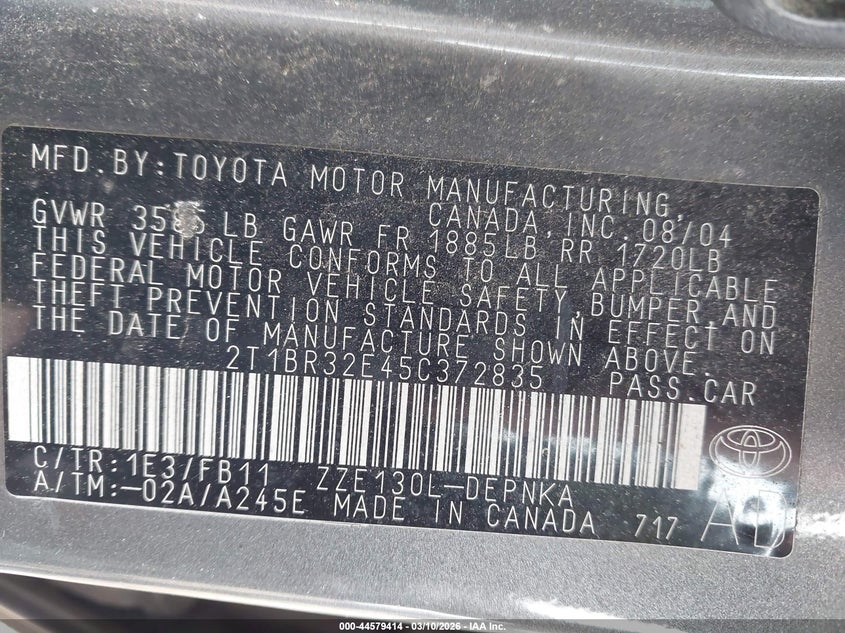 MFD. BY: TOYOTA MOTOR MANUFACTURING,
CANADA, INC. 08/04
GVWR LB GAWR FR 1885LB RR 1720LB
THIS VEHICLE CONFORMS TO ALL APPLICABLE
FEDERAL MOTOR VEHICLE SAFETY, BUMPER AND
THEFT PREVENTION STANDARDS IN EFFECT ON
THE DATE OF MANUFACTURE SHOWN ABOVE.
2T1BR32E45C372835 PASS. CAR
C/TR: 1E3/FB11 ZZE130L-DEPNKA
A/TM: -02A/A245E MADE IN CANADA 717 AD
000-44579414 - 03/10/2026 - IAA Inc.